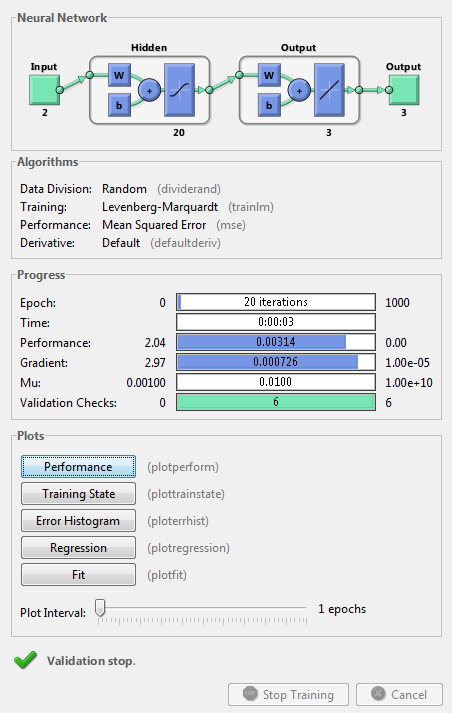 Neural Network
Hidden Output
Input Output
W W
b + b +
2 20 3 3
Algorithms
Data Division: Random (dividerand)
Training: Levenberg-Marquardt (trainlm)
Performance: Mean Squared Error (mse)
Derivative: Default (defaultderiv)
Progress
Epoch: 0 20 iterations 1000
Time: 0:00:03
Performance: 2.04 0.00314 0.00
Gradient: 2.97 0.000726 1.00e-05
Mu: 0.00100 0.0100 1.00e+10
Validation Checks: 0 6 6
Plots
Performance (plotperform)
Training State (plottrainstate)
Error Histogram (ploterrhist)
Regression (plotregression)
Fit (plotfit)
Plot Interval: 1 epochs
Validation stop.
Stop Training Cancel